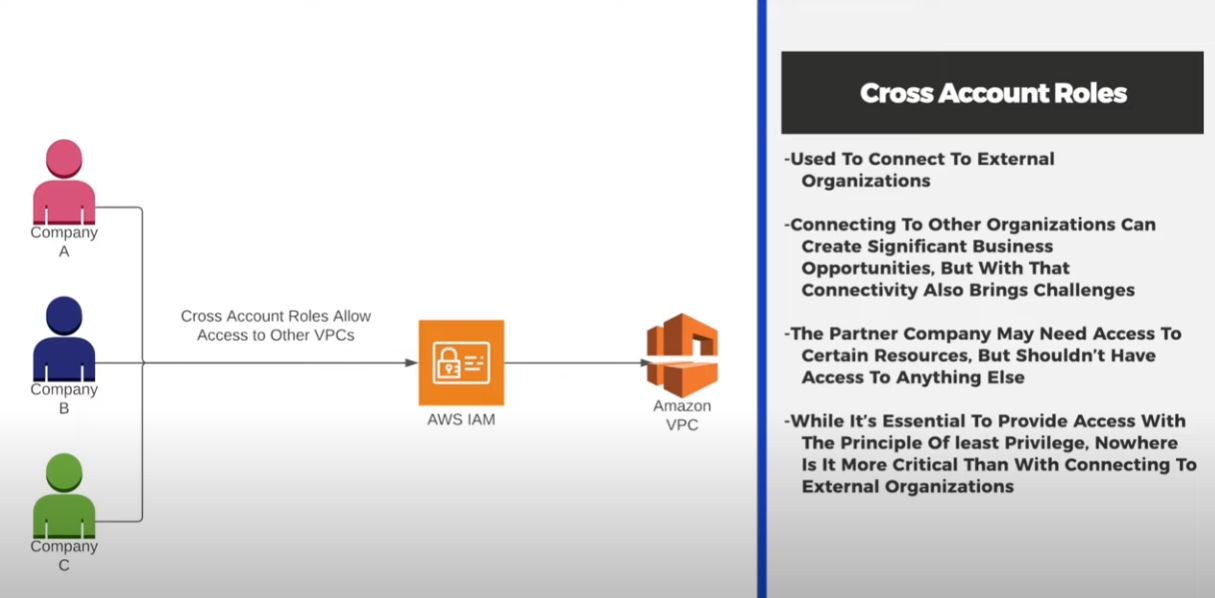 Cross Account Roles
-Used To Connect To External
Organizations
-Connecting To Other Organizations Can
Create Significant Business
Opportunities, But With That
Connectivity Also Brings Challenges
-The Partner Company May Need Access To
Certain Resources, But Shouldn't Have
Access To Anything Else
-While It's Essential To Provide Access With
The Principle Of least Privilege, Nowhere
Is It More Critical Than With Connecting To
External Organizations
Company
A
Company
B
Company
C
Cross Account Roles Allow
Access to Other VPCs
AWS IAM
Amazon
VPC